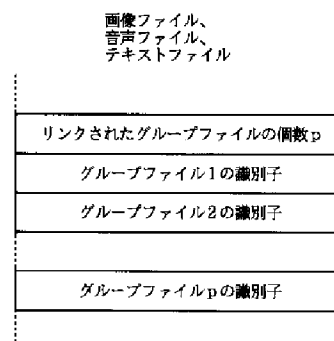 画像ファイル、
音声ファイル、
テキストファイル
リンクされたグループファイルの個数p
グループファイル1の識別子
グループファイル2の識別子
グループファイルpの識別子